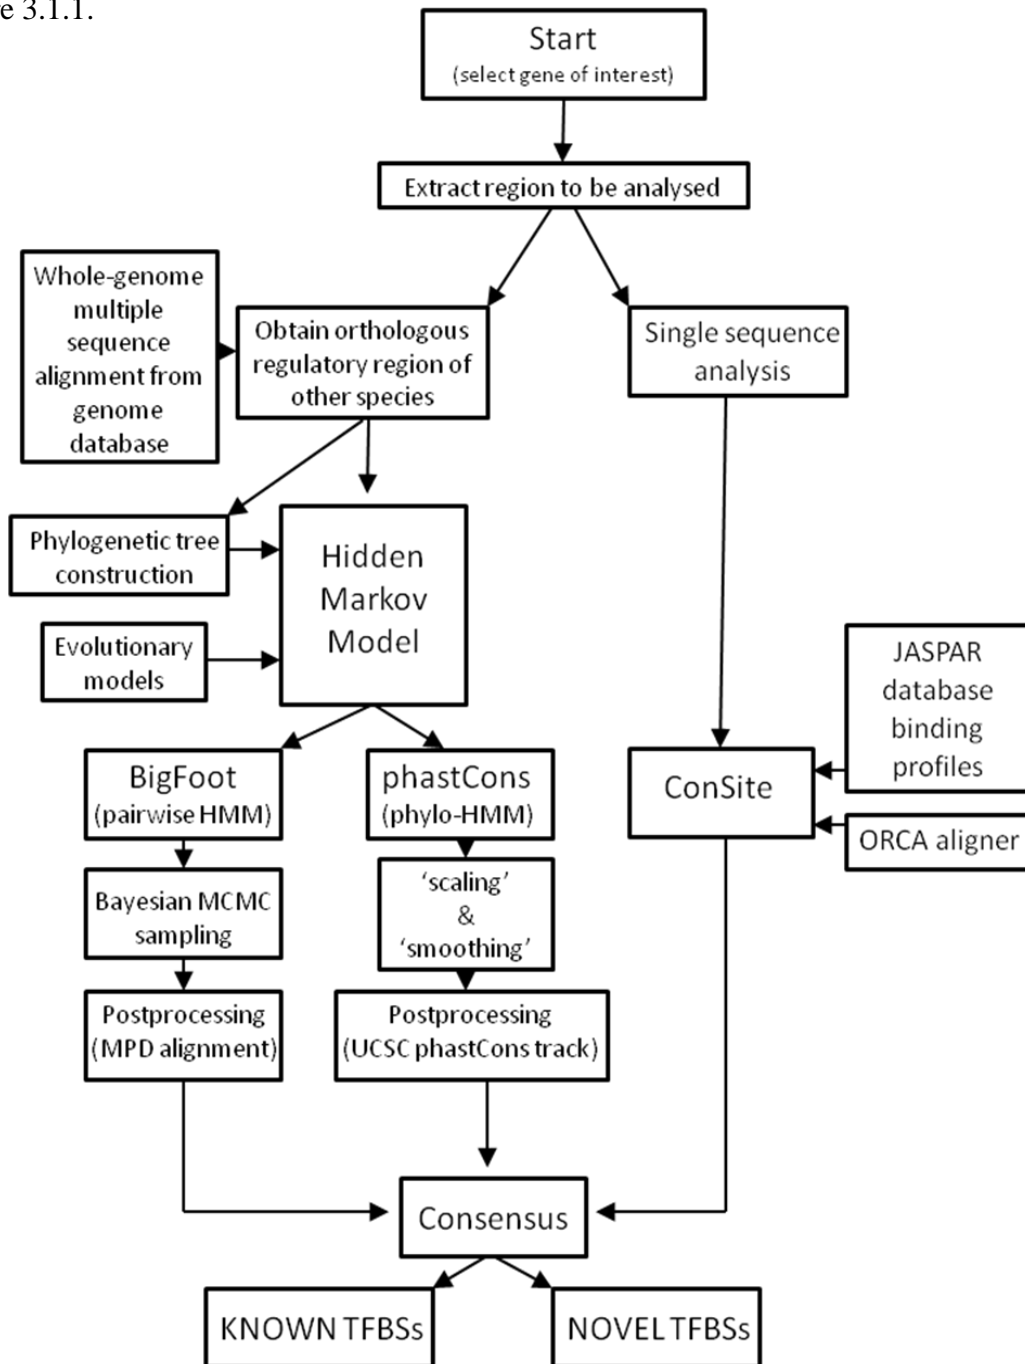 e 3.1.1.
Start
(select gene of interest)
Extract region to be analysed
Whole-genome
multiple
sequence
alignment from
genome
database
Obtain orthologous
regulatory region of
other species
Single sequence
analysis
Phylogenetic tree
construction
Hidden
Markov
Model
Evolutionary
models
JASPAR
database
binding
profiles
BigFoot
(pairwise HMM)
phastCons
(phylo-HMM)
ConSite
ORCA aligner
Bayesian MCMC
sampling
‘scaling’
&
‘smoothing’
Postprocessing
(MPD alignment)
Postprocessing
(UCSC phastCons track)
Consensus
KNOWN TFBSs
NOVEL TFBSs